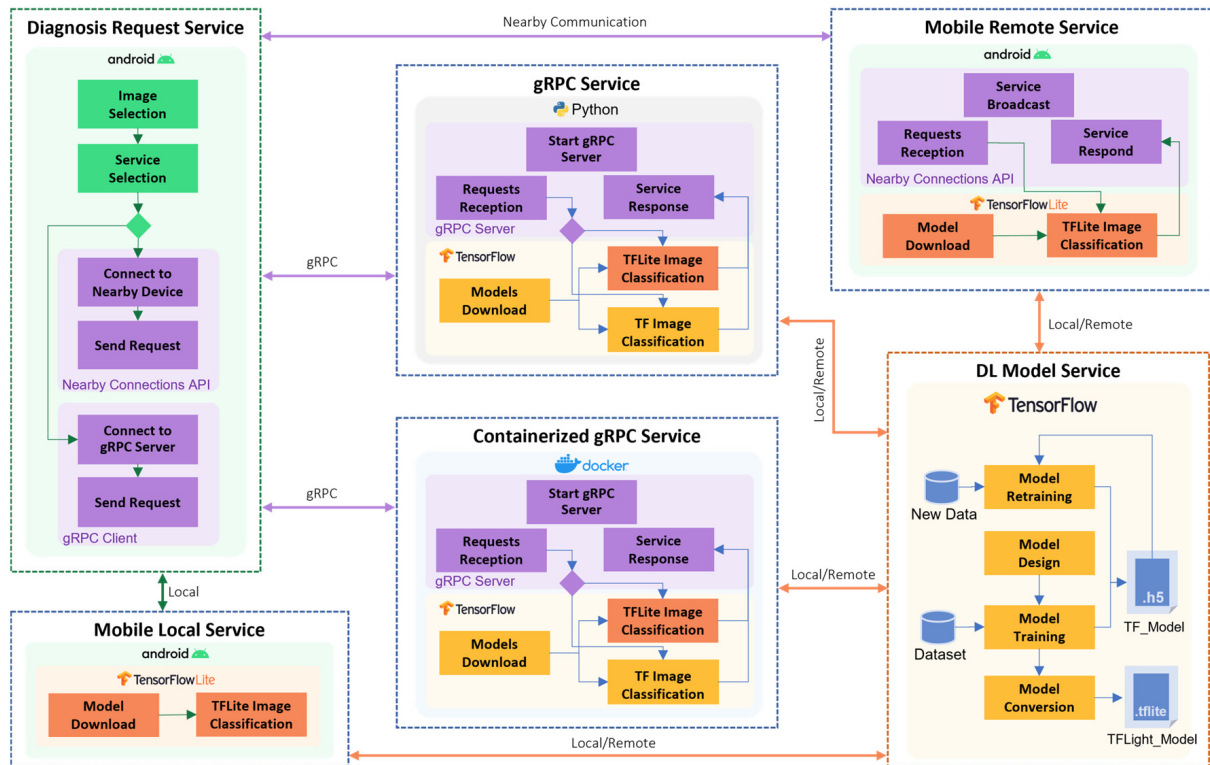 Diagnosis Request Service
android
Image
Selection
Service
Selection
Connect to
Nearby Device
Send Request
Nearby Connections API
Connect to
gRPC Server
Send Request
gRPC Client
Nearby Communication
gRPC
gRPC
Local
gRPC Service
Python
Start gRPC
Server
Requests
Reception
Service
Response
gRPC Server
TensorFlow
TFLite Image
Classification
Models
Download
TF Image
Classification
Containerized gRPC Service
docker
Start gRPC
Server
Requests
Reception
Service
Response
gRPC Server
TensorFlow
TFLite Image
Classification
Models
Download
TF Image
Classification
Mobile Remote Service
android
Service
Broadcast
Requests
Reception
Service
Respond
Nearby Connections API
TensorFlowLite
Model
Download
TFLite Image
Classification
Local/Remote
Local/Remote
Local/Remote
Local/Remote
DL Model Service
TensorFlow
Model
Retraining
New Data
Model
Design
.h5
TF_Model
Model
Training
Dataset
Model
Conversion
.tflite
TFLight_Model
Mobile Local Service
android
TensorFlowLite
Model
Download
TFLite Image
Classification